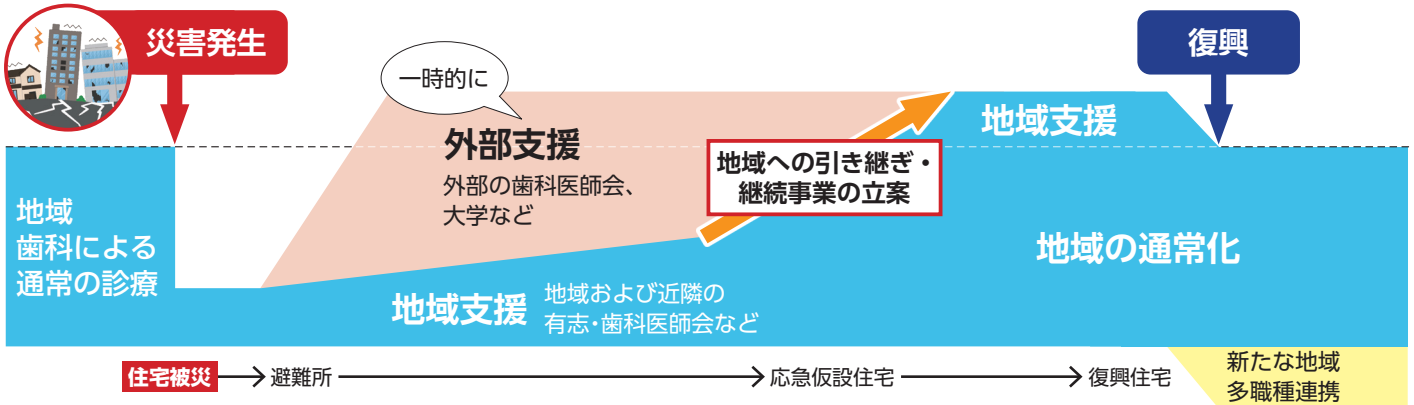 災害発生
復興
一時的に
外部支援
外部の歯科医師会、
大学など
地域支援
地域への引き継ぎ・
継続事業の立案
地域
歯科による
通常の診療
地域の通常化
地域支援
地域および近隣の
有志・歯科医師会など
住宅被災
避難所
応急仮設住宅
復興住宅
新たな地域
多職種連携